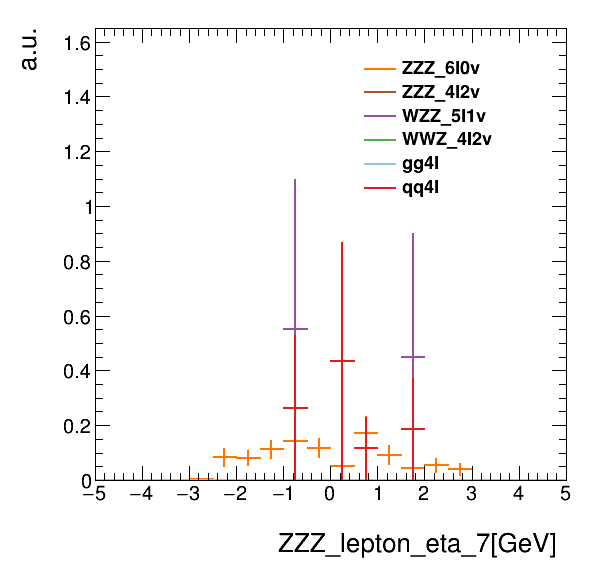 a.u.
1.6
1.4
1.2
1
0.8
0.6
0.4
0.2
0
ZZZ_6l0v
ZZZ_4l2v
WZZ_5l1v
WWZ_4l2v
gg4l
qq4l
−5 −4 −3 −2 −1 0 1 2 3 4 5
ZZZ_lepton_eta_7[GeV]